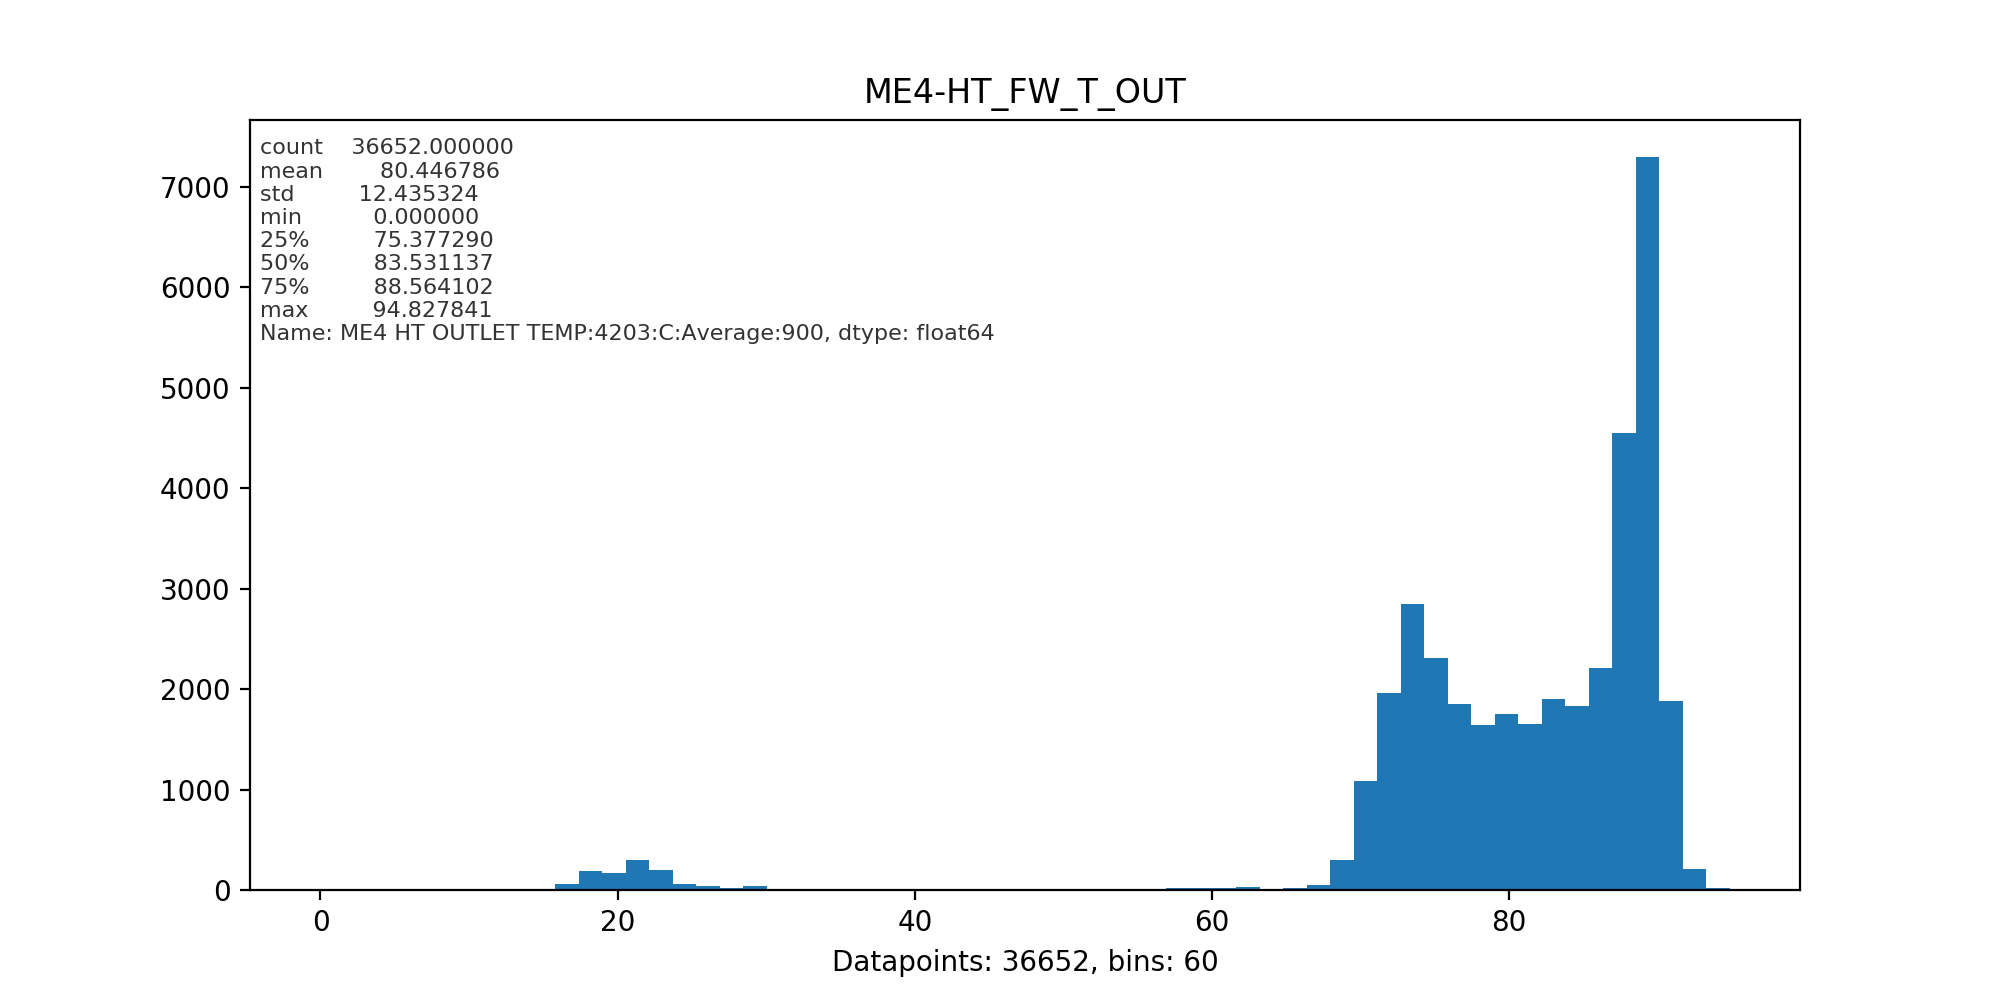 ME4-HT_FW_T_OUT
count 36652.000000
mean 80.446786
std 12.435324
min 0.000000
25% 75.377290
50% 83.531137
75% 88.564102
max 94.827841
Name: ME4 HT OUTLET TEMP:4203:C:Average:900, dtype: float64
7000
6000
5000
4000
3000
2000
1000
0
0 20 40 60 80
Datapoints: 36652, bins: 60